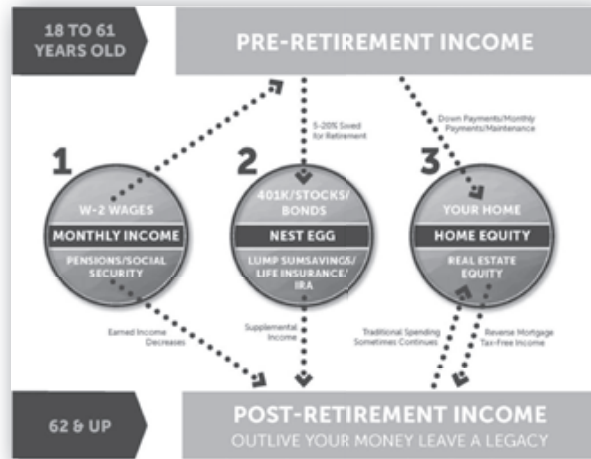 18 TO 61
YEARS OLD
PRE-RETIREMENT INCOME
5-20% Saved
for Retirement
Down Payments/Monthly
Payments/Maintenance
1
2
3
W-2 WAGES
MONTHLY INCOME
PENSIONS/SOCIAL
SECURITY
401K/STOCKS/
BONDS
NEST EGG
LUMP SUMSAVINGS/
LIFE INSURANCE/
IRA
YOUR HOME
HOME EQUITY
REAL ESTATE
EQUITY
Earned Income
Decreases
Supplemental
Income
Traditional Spending
Sometimes Continues
Reverse Mortgage
Tax-Free Income
62 & UP
POST-RETIREMENT INCOME
OUTLIVE YOUR MONEY LEAVE A LEGACY